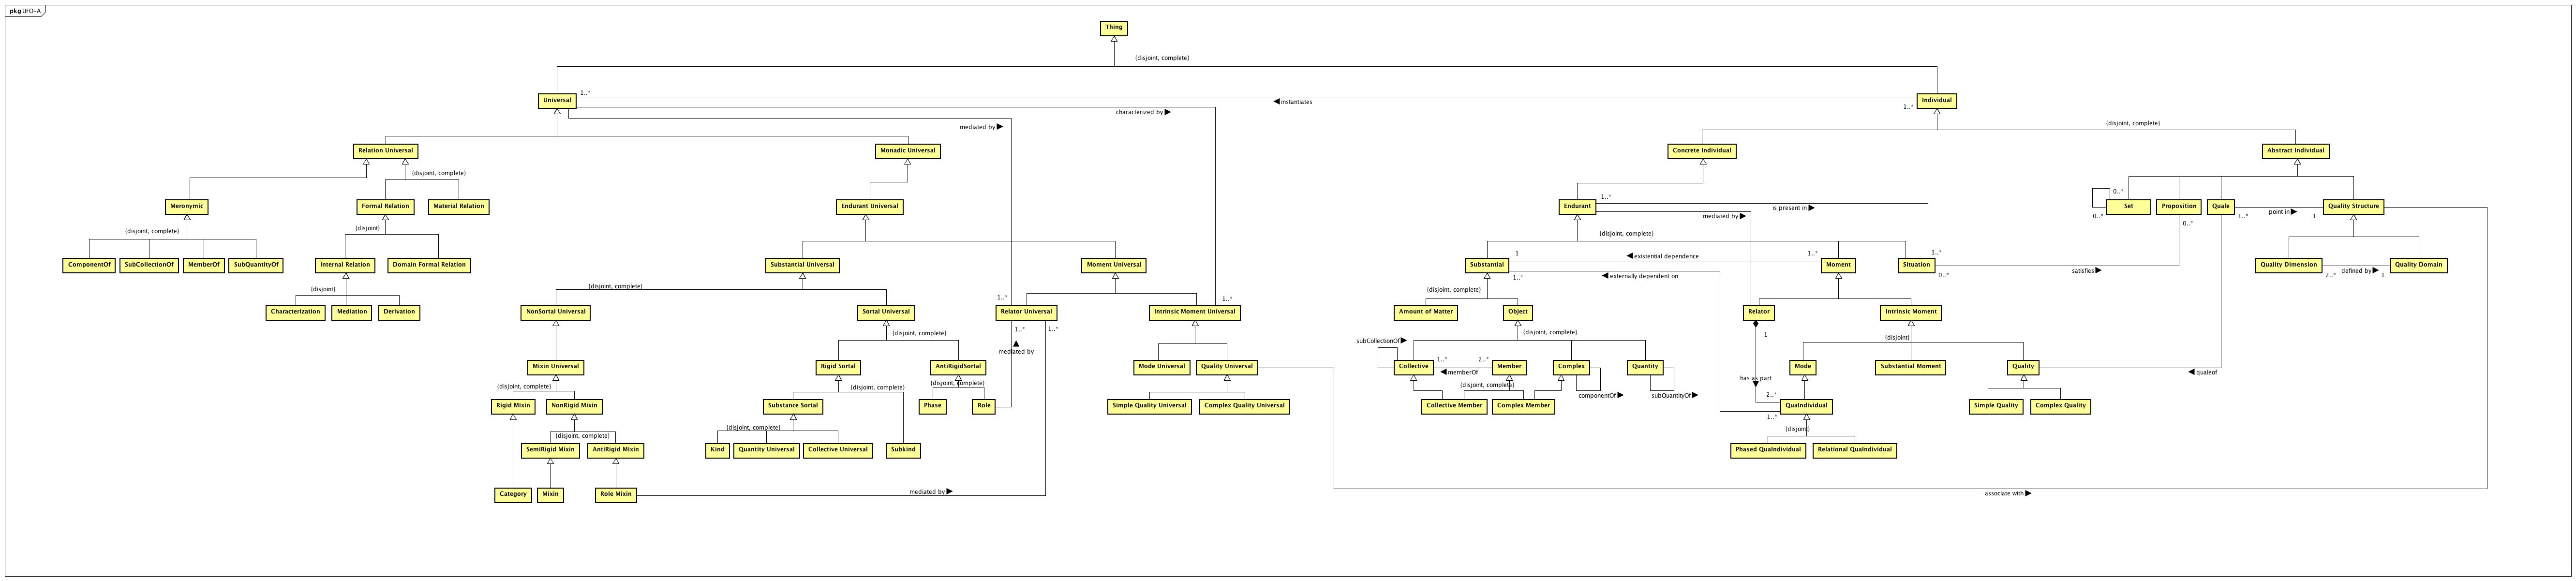 pkg UFO-A
Thing
(disjoint, complete)
Universal
1..*
instantiates
1..*
Individual
characterized by
mediated by
(disjoint, complete)
Relation Universal
Monadic Universal
Concrete Individual
Abstract Individual
(disjoint, complete)
Meronymic
Formal Relation
Material Relation
Endurant Universal
Endurant
1..*
is present in
mediated by
0..*
0..*
Set
Proposition
0..*
Quale
1..*
point in
1
Quality Structure
(disjoint, complete)
(disjoint)
(disjoint, complete)
ComponentOf
SubCollectionOf
MemberOf
SubQuantityOf
Internal Relation
Domain Formal Relation
Substantial Universal
Moment Universal
1
existential dependence
1..*
1..*
Substantial
Moment
Situation
1..*
externally dependent on
0..*
satisfies
Quality Dimension
2..*
defined by
1
Quality Domain
(disjoint)
(disjoint, complete)
(disjoint, complete)
1..*
1..*
Characterization
Mediation
Derivation
NonSortal Universal
Sortal Universal
Relator Universal
Intrinsic Moment Universal
Amount of Matter
Object
Relator
Intrinsic Moment
(disjoint, complete)
1..*
1..*
mediated by
(disjoint, complete)
1
(disjoint)
subCollectionOf
Mixin Universal
Rigid Sortal
AntiRigidSortal
Mode Universal
Quality Universal
Collective
1..*
2..*
memberOf
Member
Complex
Quantity
Mode
Substantial Moment
Quality
qualeof
(disjoint, complete)
(disjoint, complete)
(disjoint, complete)
(disjoint, complete)
has as part
componentOf
subQuantityOf
2..*
Rigid Mixin
NonRigid Mixin
Substance Sortal
Phase
Role
Simple Quality Universal
Complex Quality Universal
Collective Member
Complex Member
QuaIndividual
1..*
Simple Quality
Complex Quality
(disjoint, complete)
(disjoint, complete)
(disjoint)
SemiRigid Mixin
AntiRigid Mixin
Kind
Quantity Universal
Collective Universal
Subkind
Phased QuaIndividual
Relational QuaIndividual
Category
Mixin
Role Mixin
mediated by
associate with